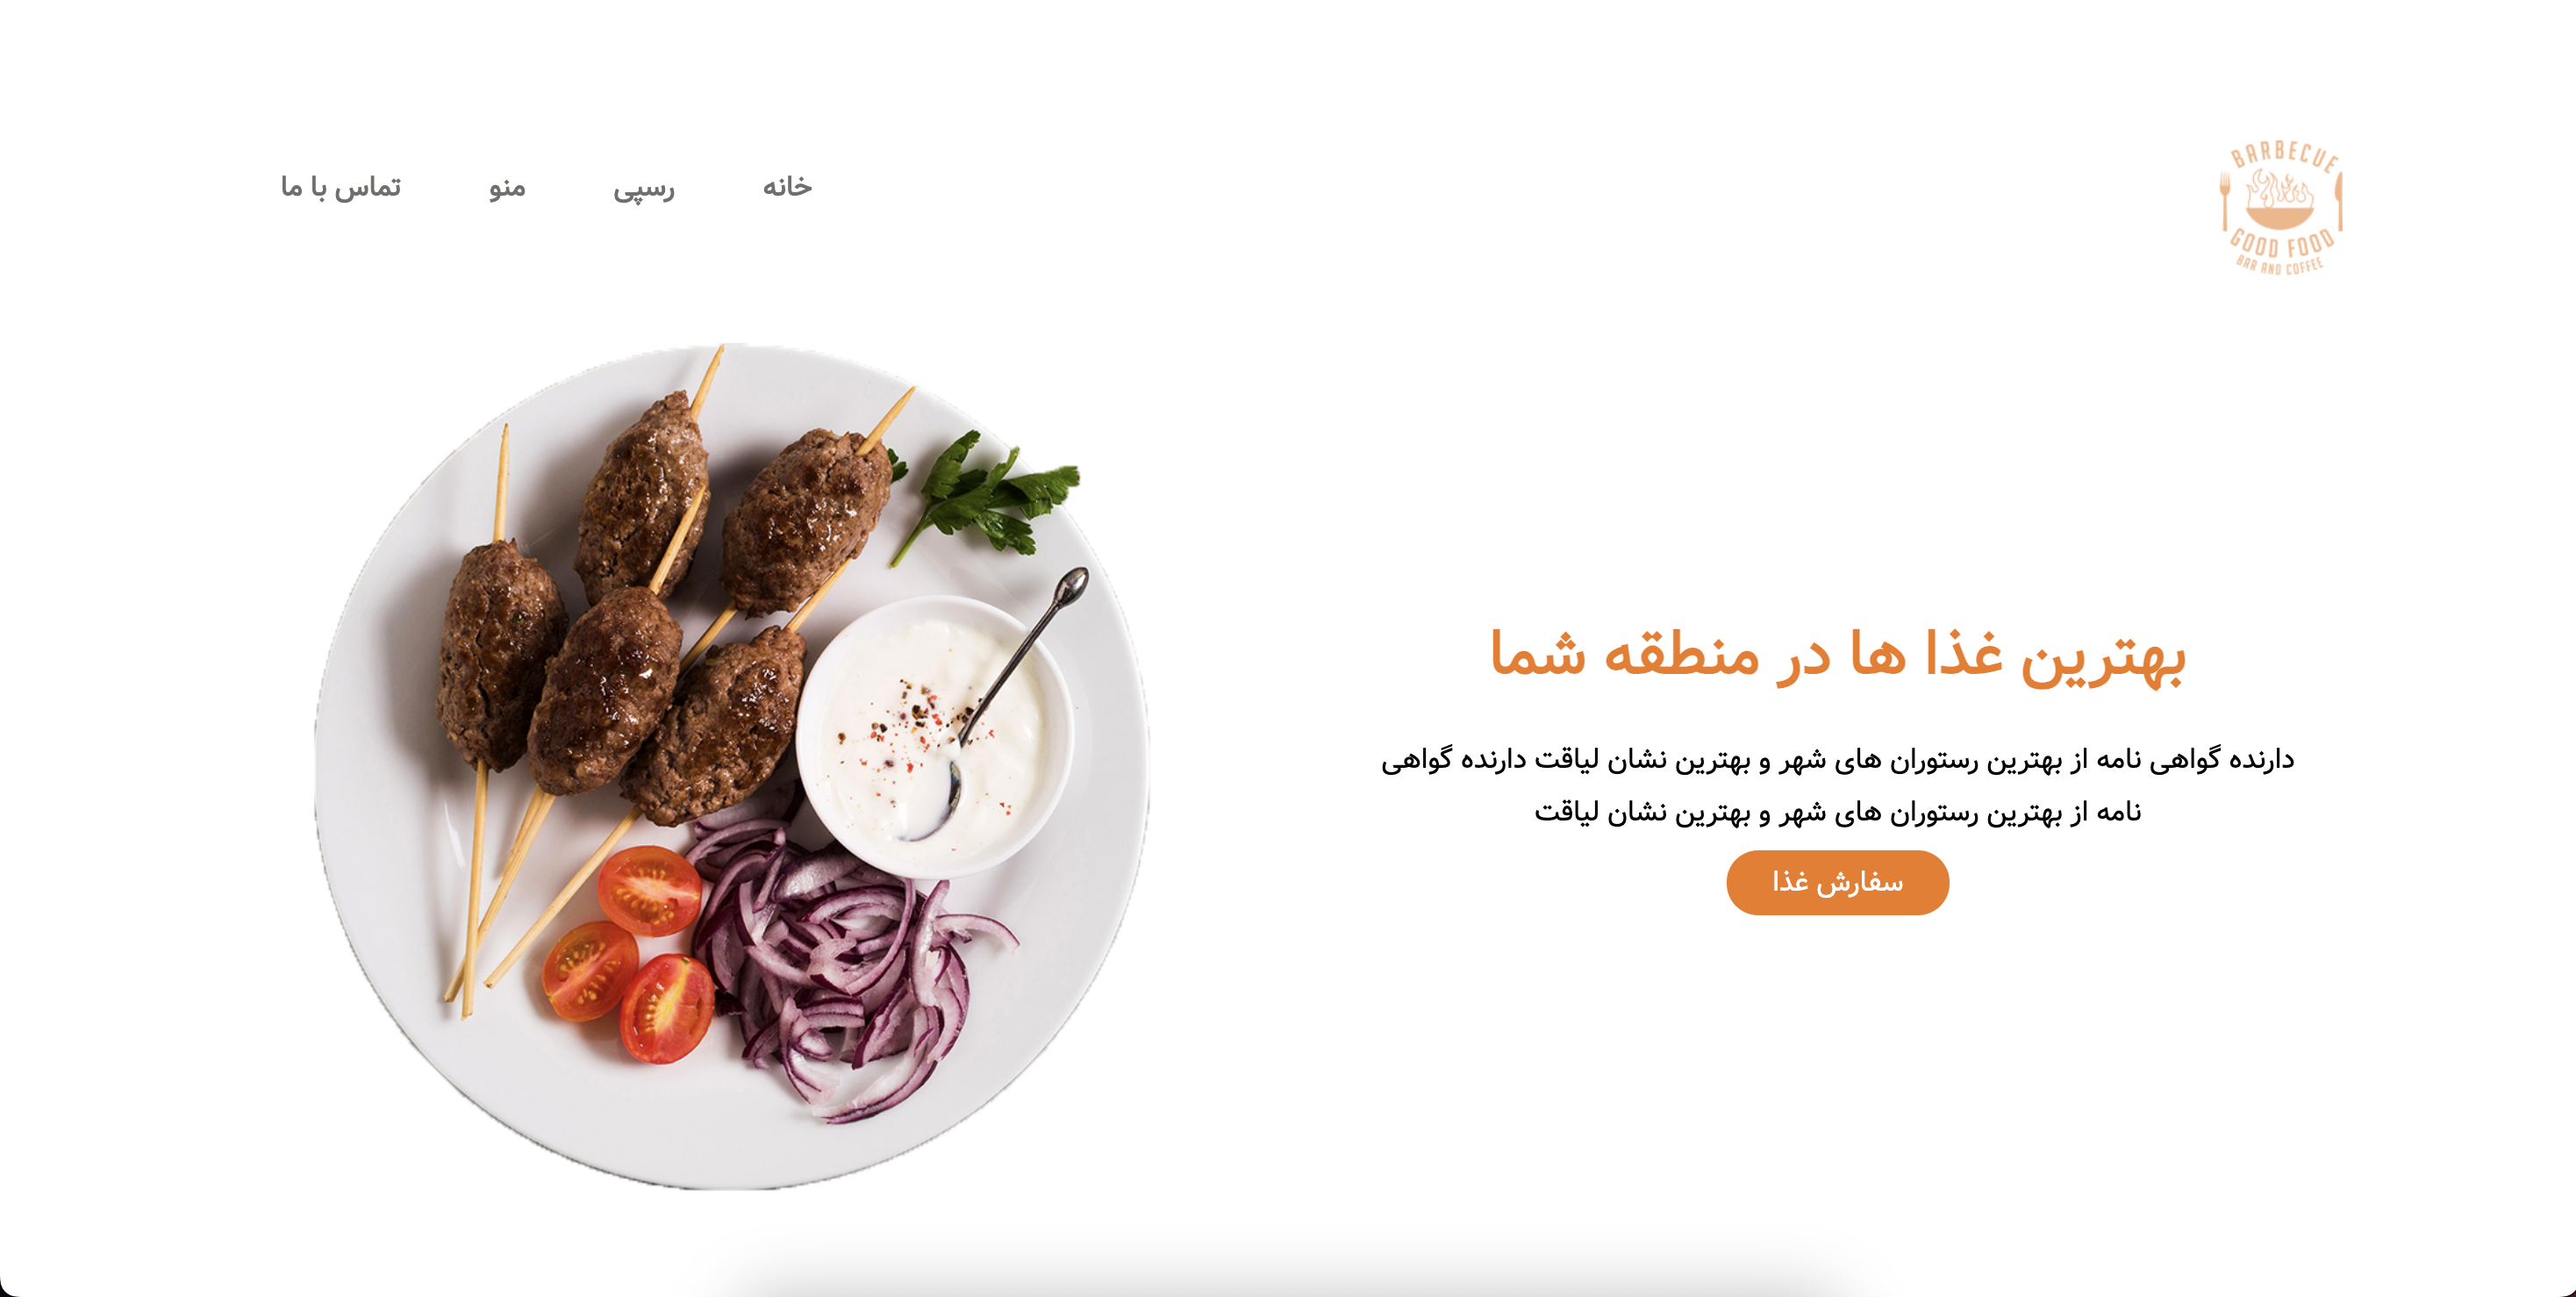 BARBECUE
GOOD FOOD
BAR AND COFFEE
خانه
رسپی
منو
تماس با ما
بهترین غذا ها در منطقه شما
دارنده گواهی نامه از بهترین رستوران های شهر و بهترین نشان لیاقت دارنده گواهی
نامه از بهترین رستوران های شهر و بهترین نشان لیاقت
سفارش غذا